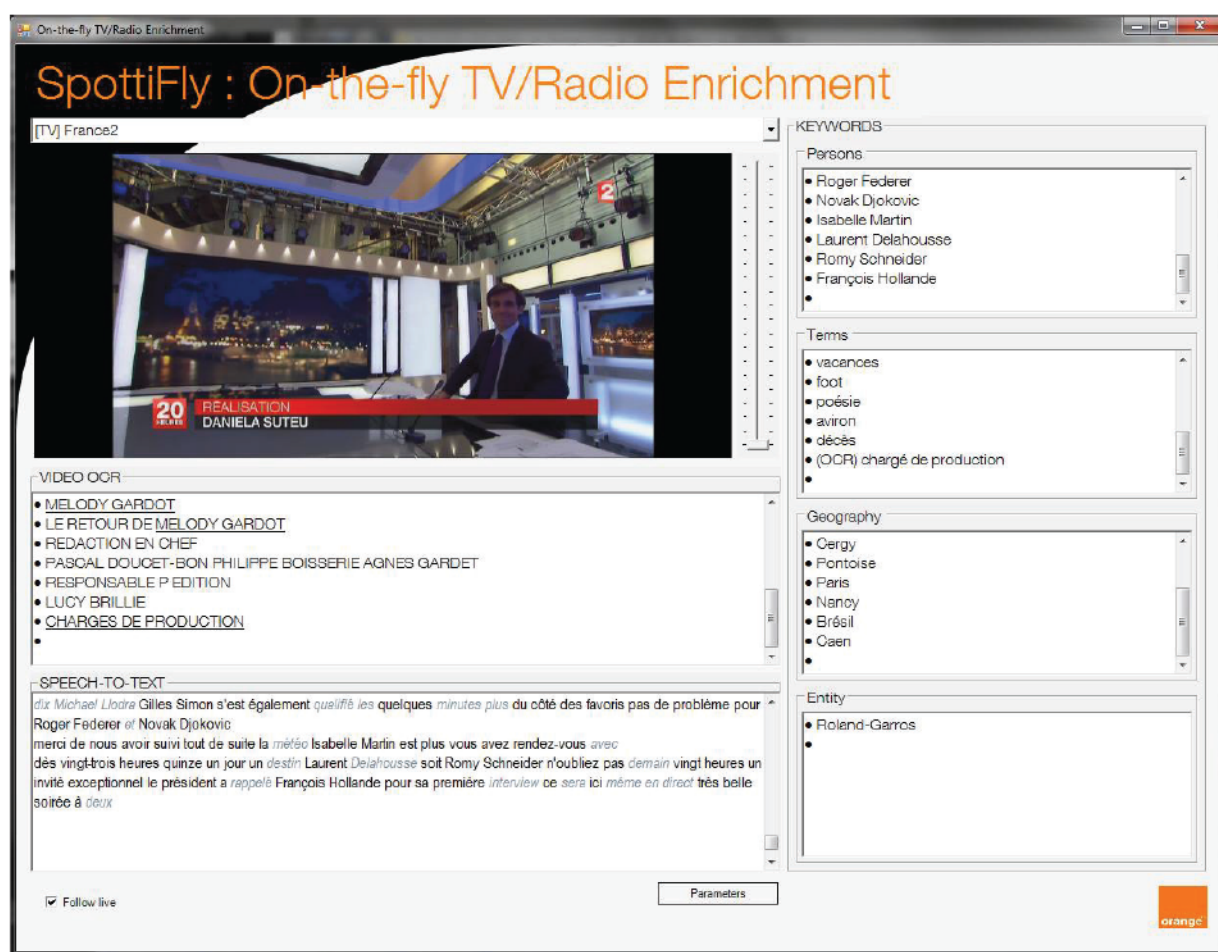 On-the-fly TV/Radio Enrichment
SpottiFly : On-the-fly TV/Radio Enrichment
[TV] France2
2
20
HEURES
RÉALISATION
DANIELA SUTEU
VIDEO OCR
• MELODY GARDOT
• LE RETOUR DE MELODY GARDOT
• REDACTION EN CHEF
• PASCAL DOUCET-BON PHILIPPE BOISSERIE AGNES GARDET
• RESPONSABLE P EDITION
• LUCY BRILLIE
• CHARGES DE PRODUCTION
•
SPEECH-TO-TEXT
dix Michael Llodra Gilles Simon s'est également qualifié les quelques minutes plus du côté des favoris pas de problème pour
Roger Federer et Novak Djokovic
merci de nous avoir suivi tout de suite la météo Isabelle Martin est plus vous avez rendez-vous avec
dès vingt-trois heures quinze un jour un destin Laurent Delahousse soit Romy Schneider n'oubliez pas demain vingt heures un
invité exceptionnel le président a rappelé François Hollande pour sa première interview ce sera ici même en direct très belle
soirée à deux
Follow live
Parameters
KEYWORDS
Persons
• Roger Federer
• Novak Djokovic
• Isabelle Martin
• Laurent Delahousse
• Romy Schneider
• François Hollande
•
Terms
• vacances
• foot
• poésie
• aviron
• décès
• (OCR) chargé de production
•
Geography
• Cergy
• Pontoise
• Paris
• Nancy
• Brésil
• Caen
•
Entity
• Roland-Garros
•
orange